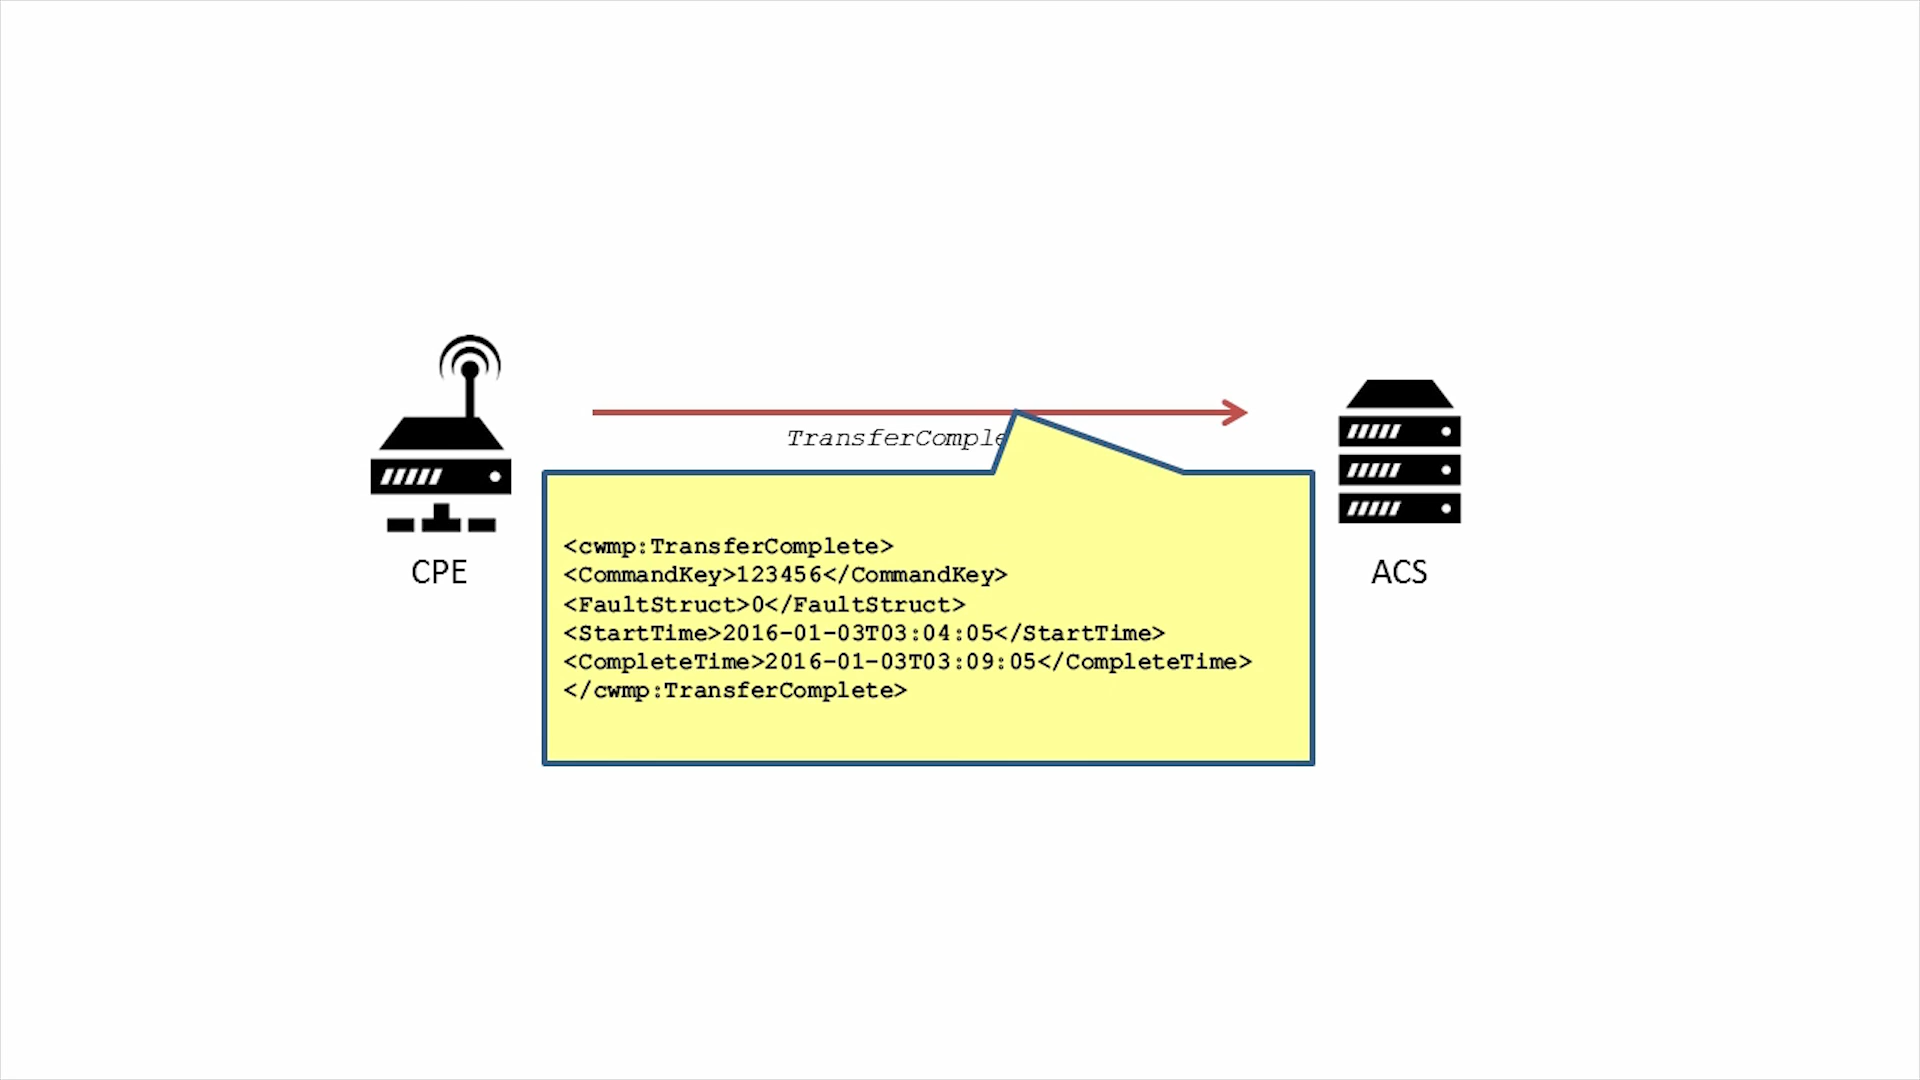 TransferComple
<cwmp:TransferComplete>
<CommandKey>123456</CommandKey>
<FaultStruct>0</FaultStruct>
<StartTime>2016-01-03T03:04:05</StartTime>
<CompleteTime>2016-01-03T03:09:05</CompleteTime>
</cwmp:TransferComplete>
CPE
ACS